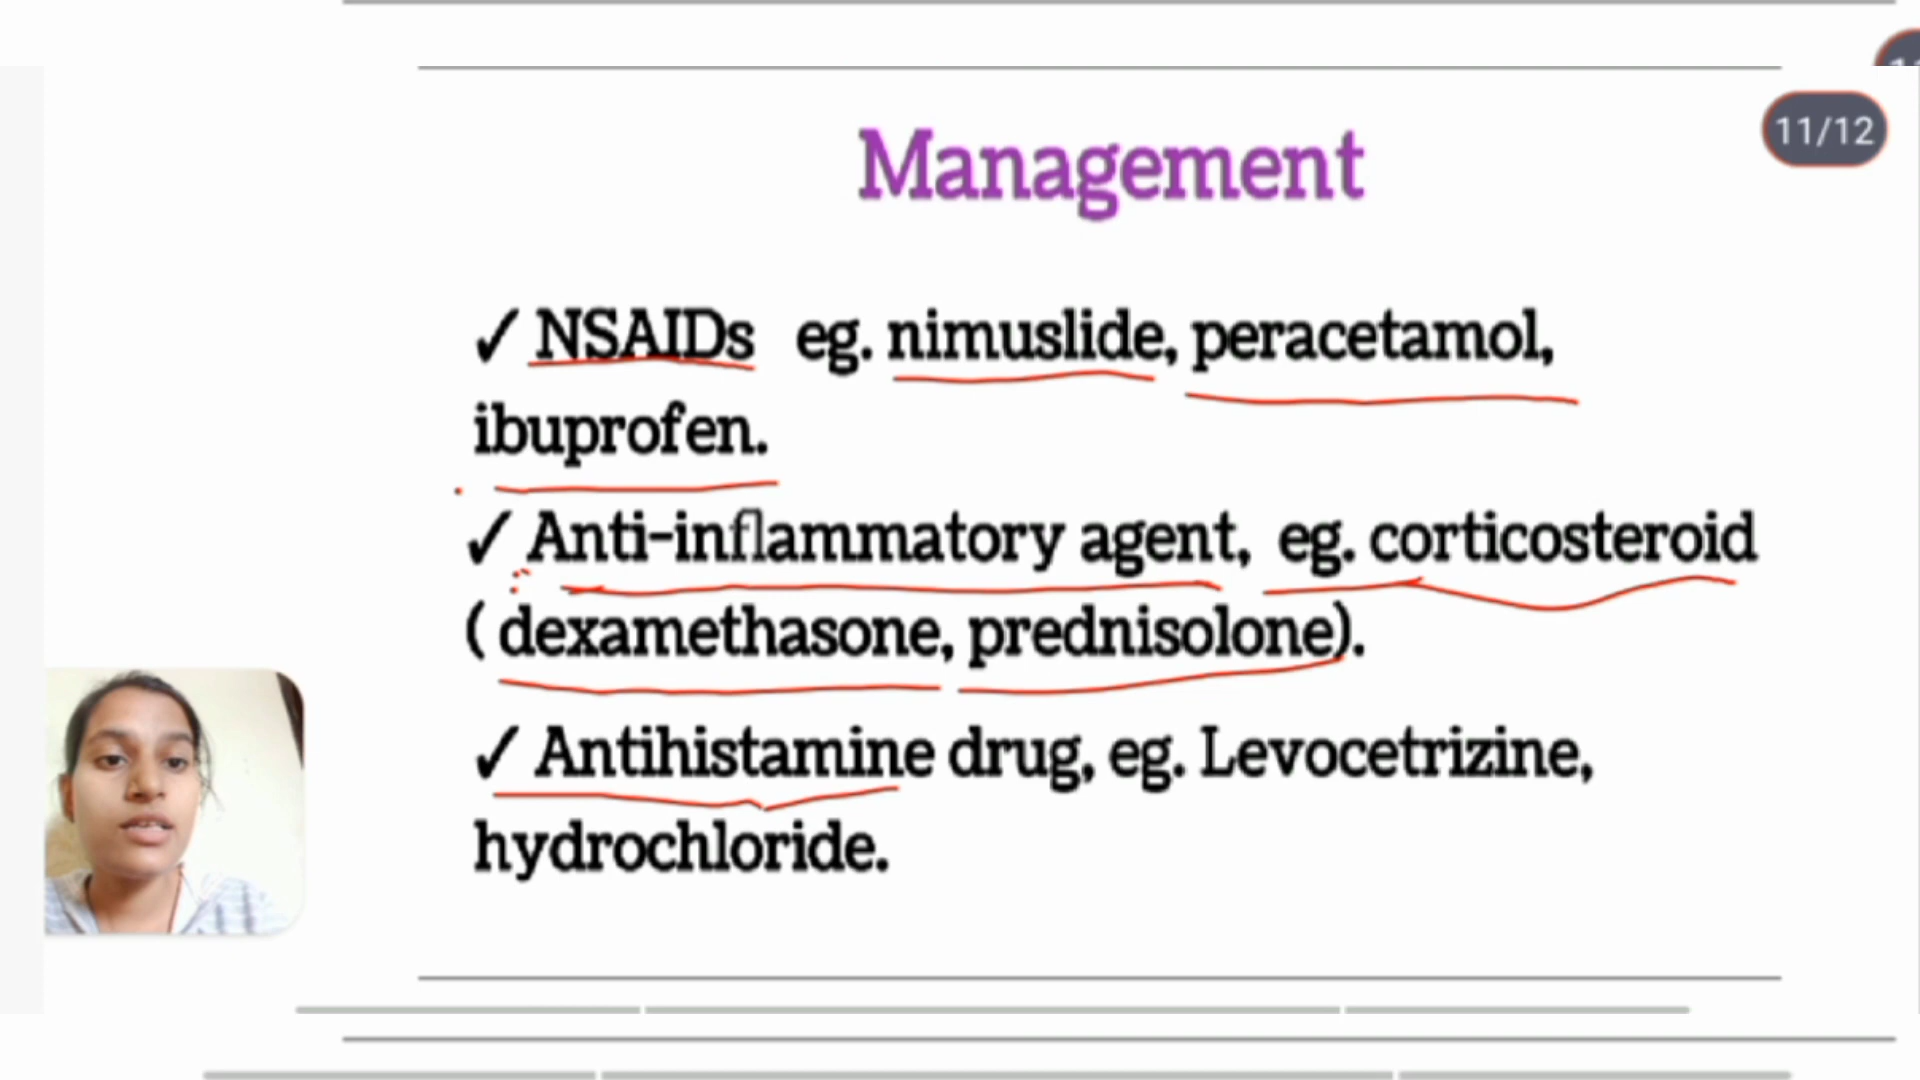 11/12
Management
✓ NSAIDs eg. nimuslide, peracetamol,
ibuprofen.
✓ Anti-inflammatory agent, eg. corticosteroid
( dexamethasone, prednisolone).
✓ Antihistamine drug, eg. Levocetrizine,
hydrochloride.